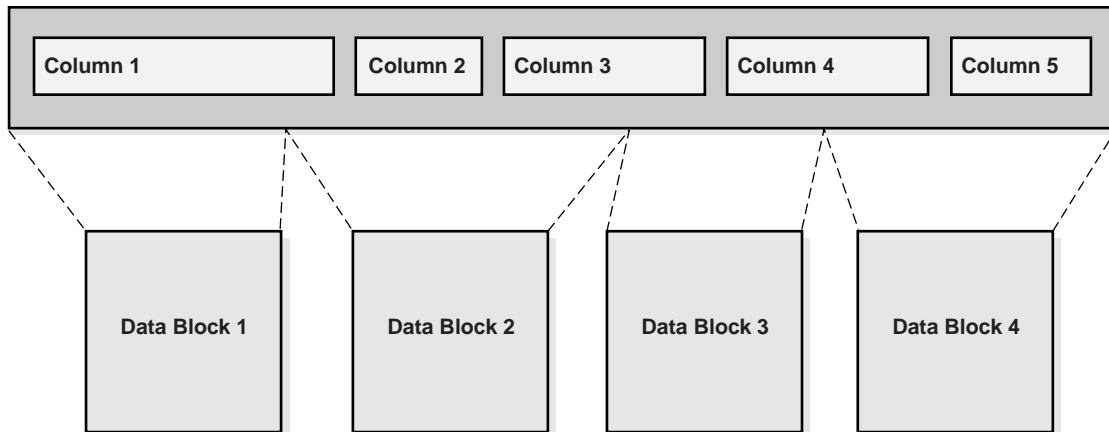 Column 1
Column 2
Column 3
Column 4
Column 5
Data Block 1
Data Block 2
Data Block 3
Data Block 4